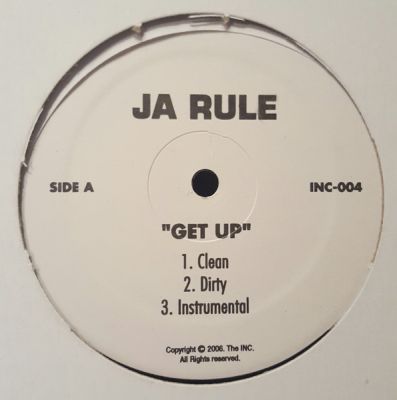 JA RULE
SIDE A
INC-004
"GET UP"
1. Clean
2. Dirty
3. Instrumental
Copyright © 2006. The INC.
All Rights reserved.